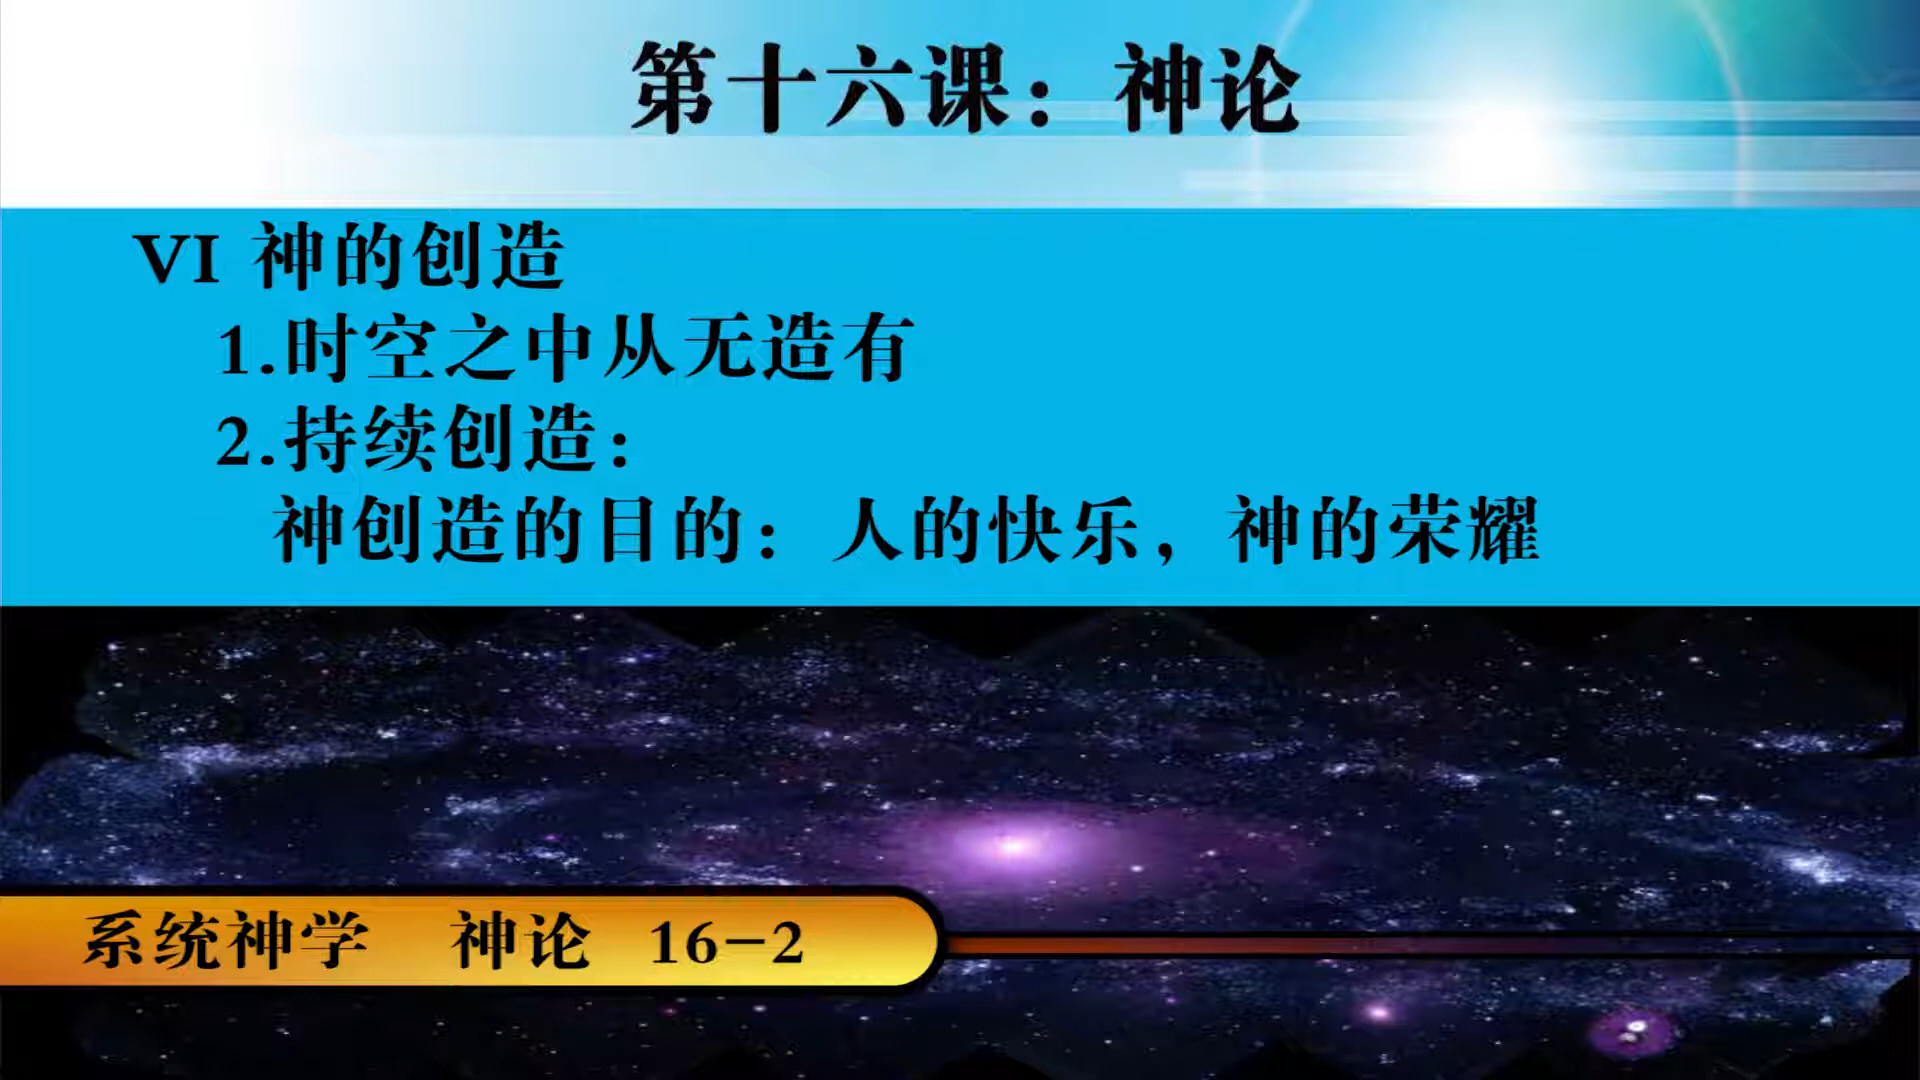 第十六课：神论
VI 神的创造
1.时空之中从无造有
2.持续创造：
神创造的目的：人的快乐，神的荣耀
系统神学 神论 16-2